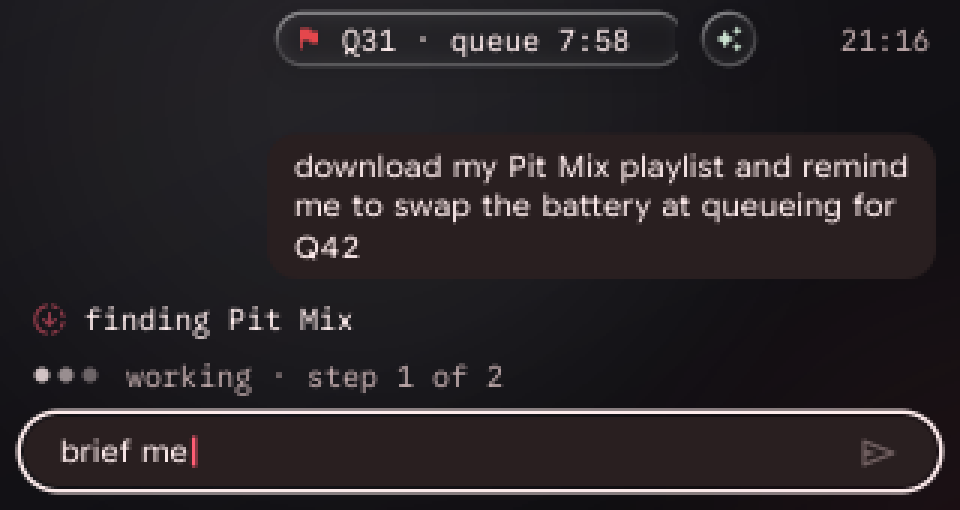 Q31 · queue 7:58
21:16
download my Pit Mix playlist and remind
me to swap the battery at queueing for
Q42
finding Pit Mix
working · step 1 of 2
brief me